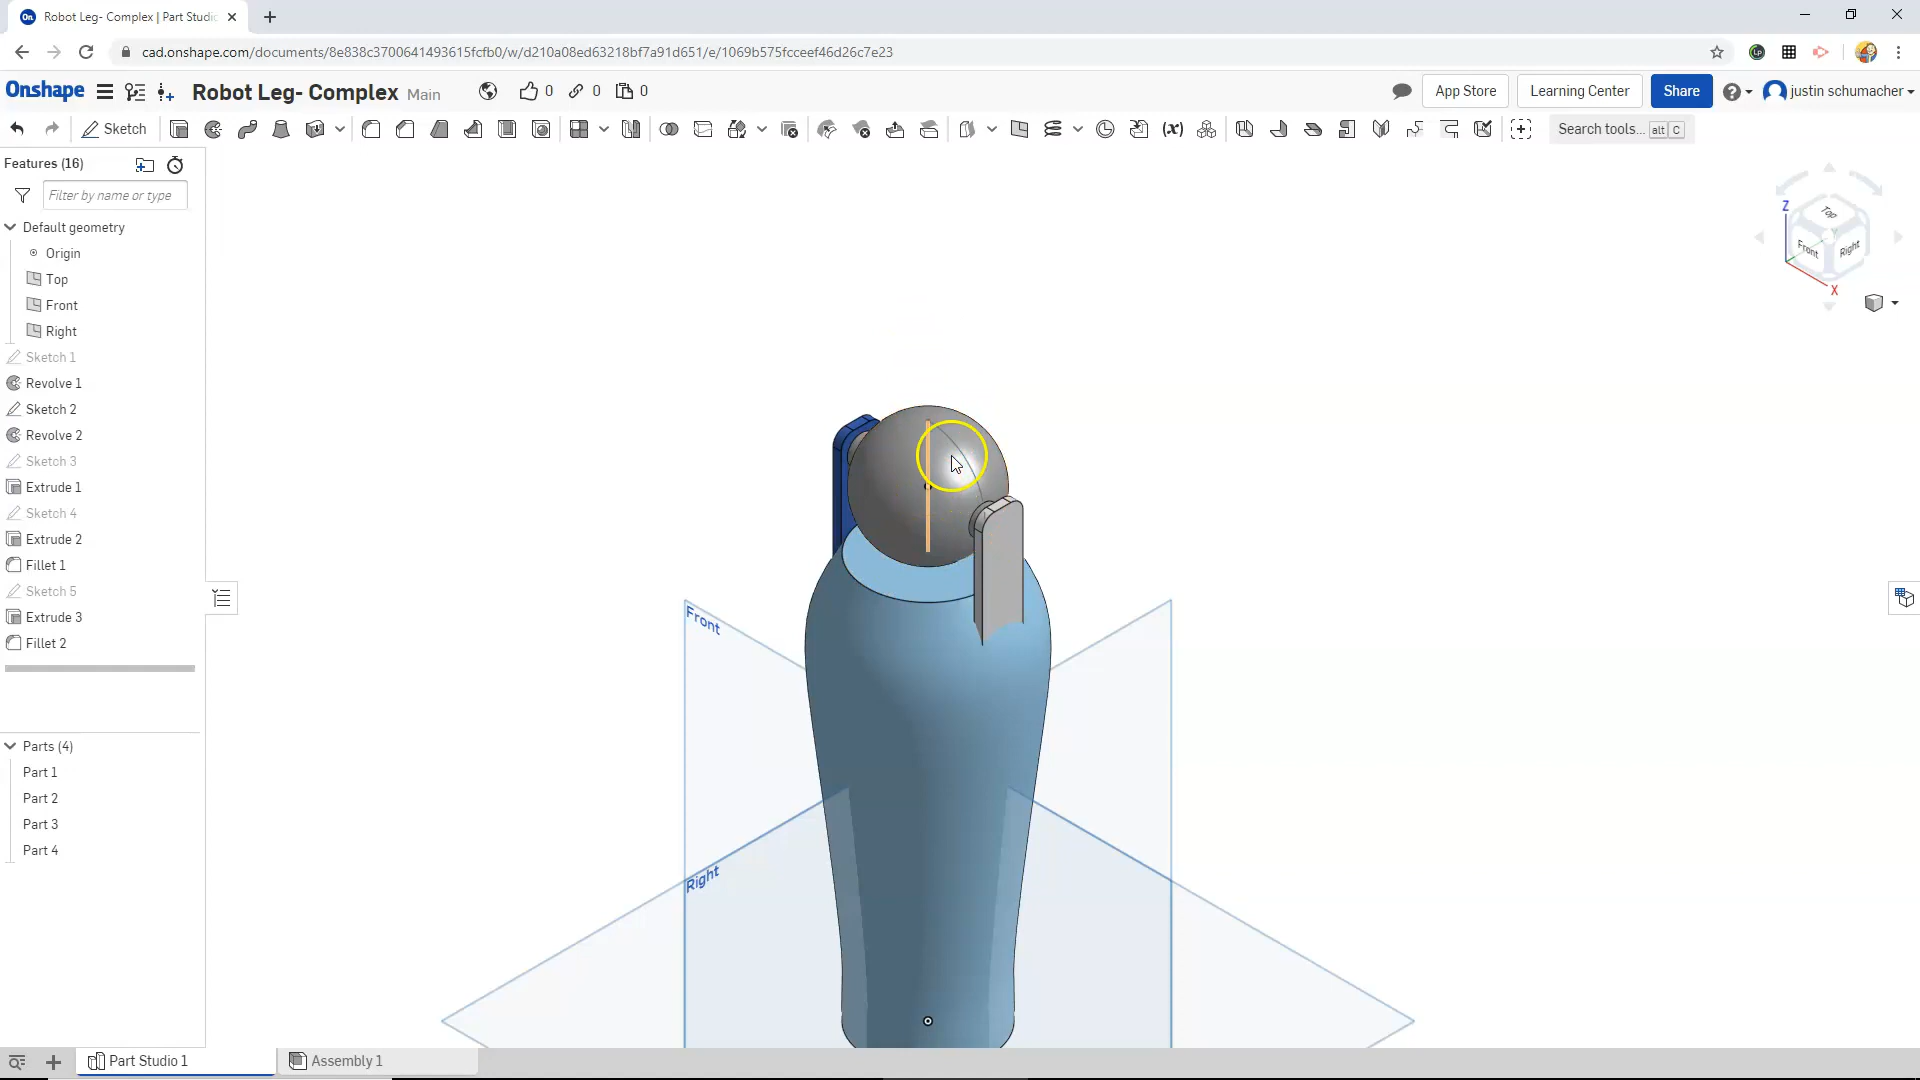 Robot Leg- Complex | Part Studio
cad.onshape.com/documents/8e838c3700641493615fcfb0/w/d210a08ed63218bf7a91d651/e/1069b575fcceef46d26c7e23
Onshape Robot Leg- Complex Main 0 0 0 App Store Learning Center Share justin schumacher
Sketch (x) Search tools... alt C
Features (16)
Filter by name or type
Default geometry
Origin
Top
Front
Right
Sketch 1
Revolve 1
Sketch 2
Revolve 2
Sketch 3
Extrude 1
Sketch 4
Extrude 2
Fillet 1
Sketch 5
Extrude 3
Fillet 2
Parts (4)
Part 1
Part 2
Part 3
Part 4
Z
Top
Front Right
X
Front
Right
Part Studio 1 Assembly 1